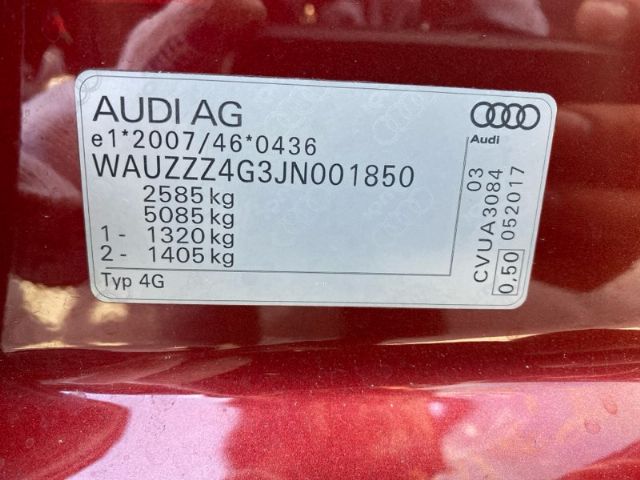 AUDI AG
e1*2007/46*0436
WAUZZZ4G3JN001850
2585 kg
5085 kg
1 - 1320 kg
2 - 1405 kg
Typ 4G
Audi
CVUA3084 03
0,50 052017